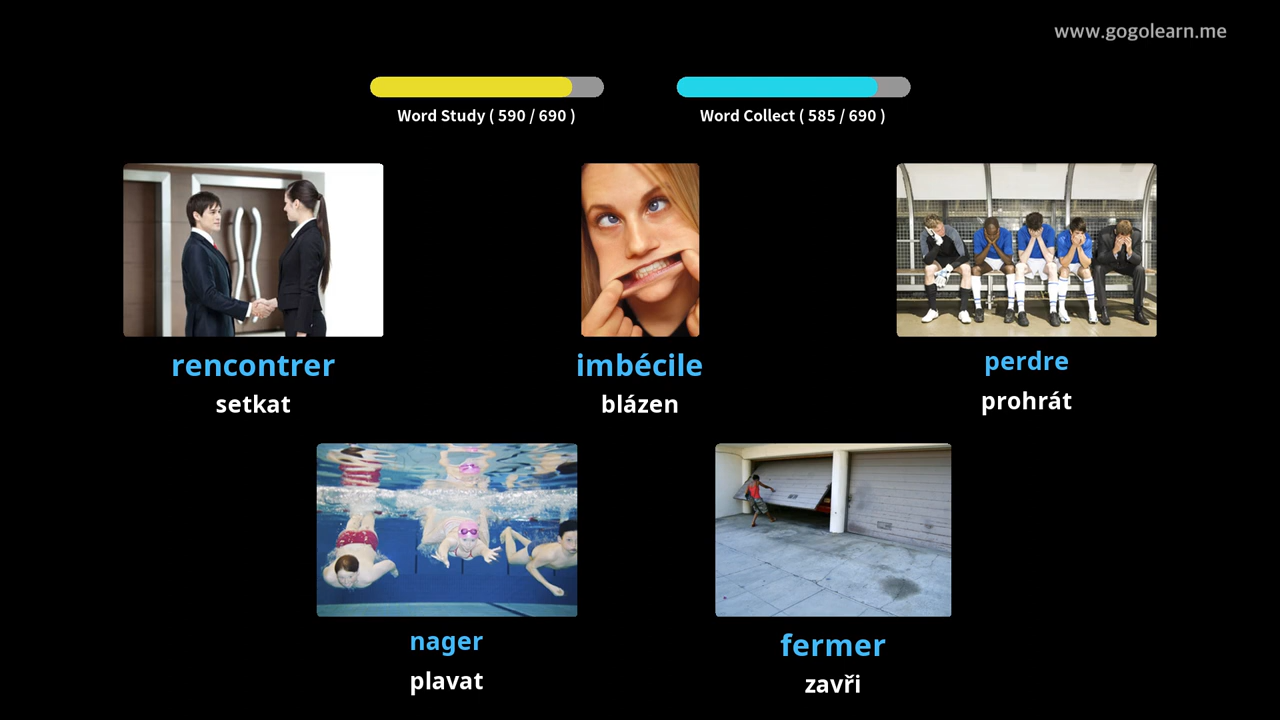 www.gogolearn.me
Word Study ( 590 / 690 )
Word Collect ( 585 / 690 )
rencontrer
setkat
imbécile
blázen
perdre
prohrát
nager
plavat
fermer
zavři